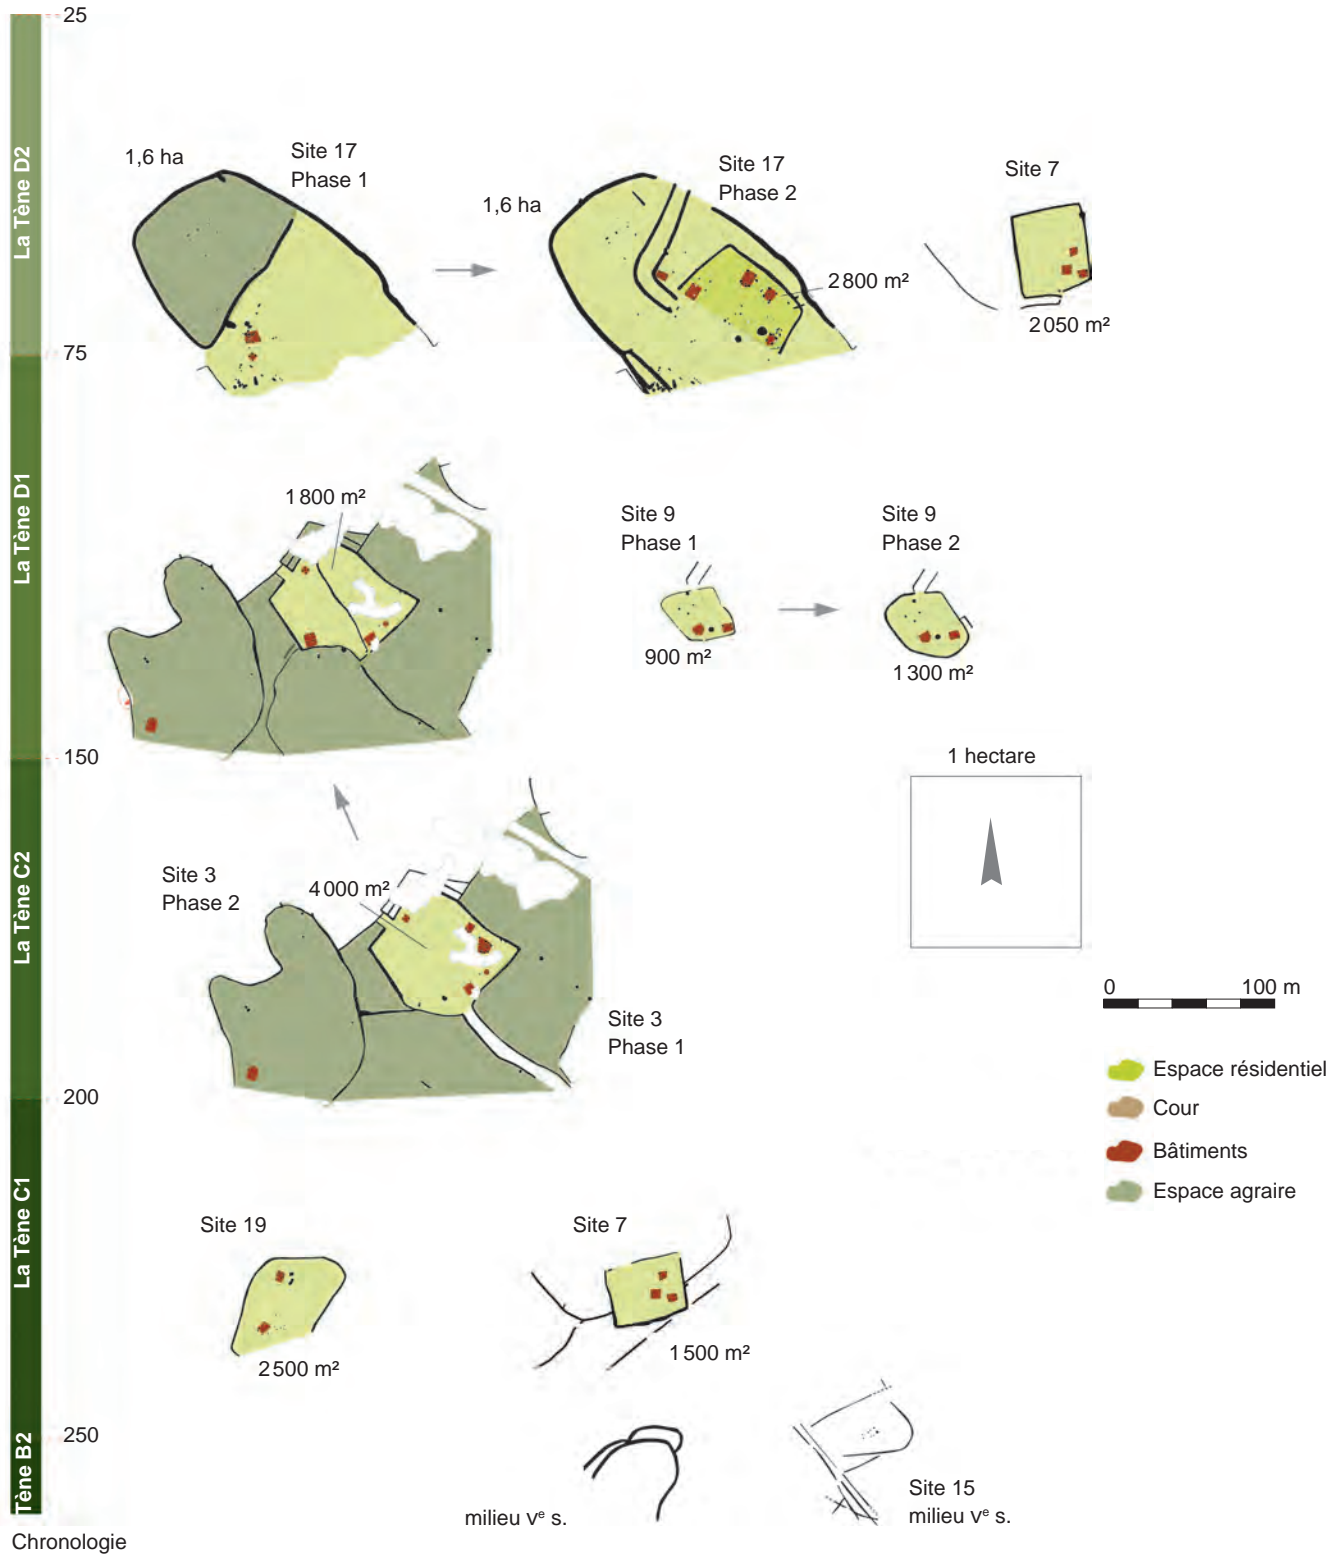 25
La Tène D2
1,6 ha
Site 17
Phase 1
1,6 ha
Site 17
Phase 2
2 800 m²
Site 7
2 050 m²
75
La Tène D1
1 800 m²
Site 9
Phase 1
900 m²
Site 9
Phase 2
1 300 m²
150
1 hectare
La Tène C2
Site 3
Phase 2
4 000 m²
Site 3
Phase 1
0 100 m
Espace résidentiel
Cour
Bâtiments
Espace agraire
200
La Tène C1
Site 19
2 500 m²
Site 7
1 500 m²
250
Tène B2
milieu Vᵉ s.
Site 15
milieu Vᵉ s.
Chronologie